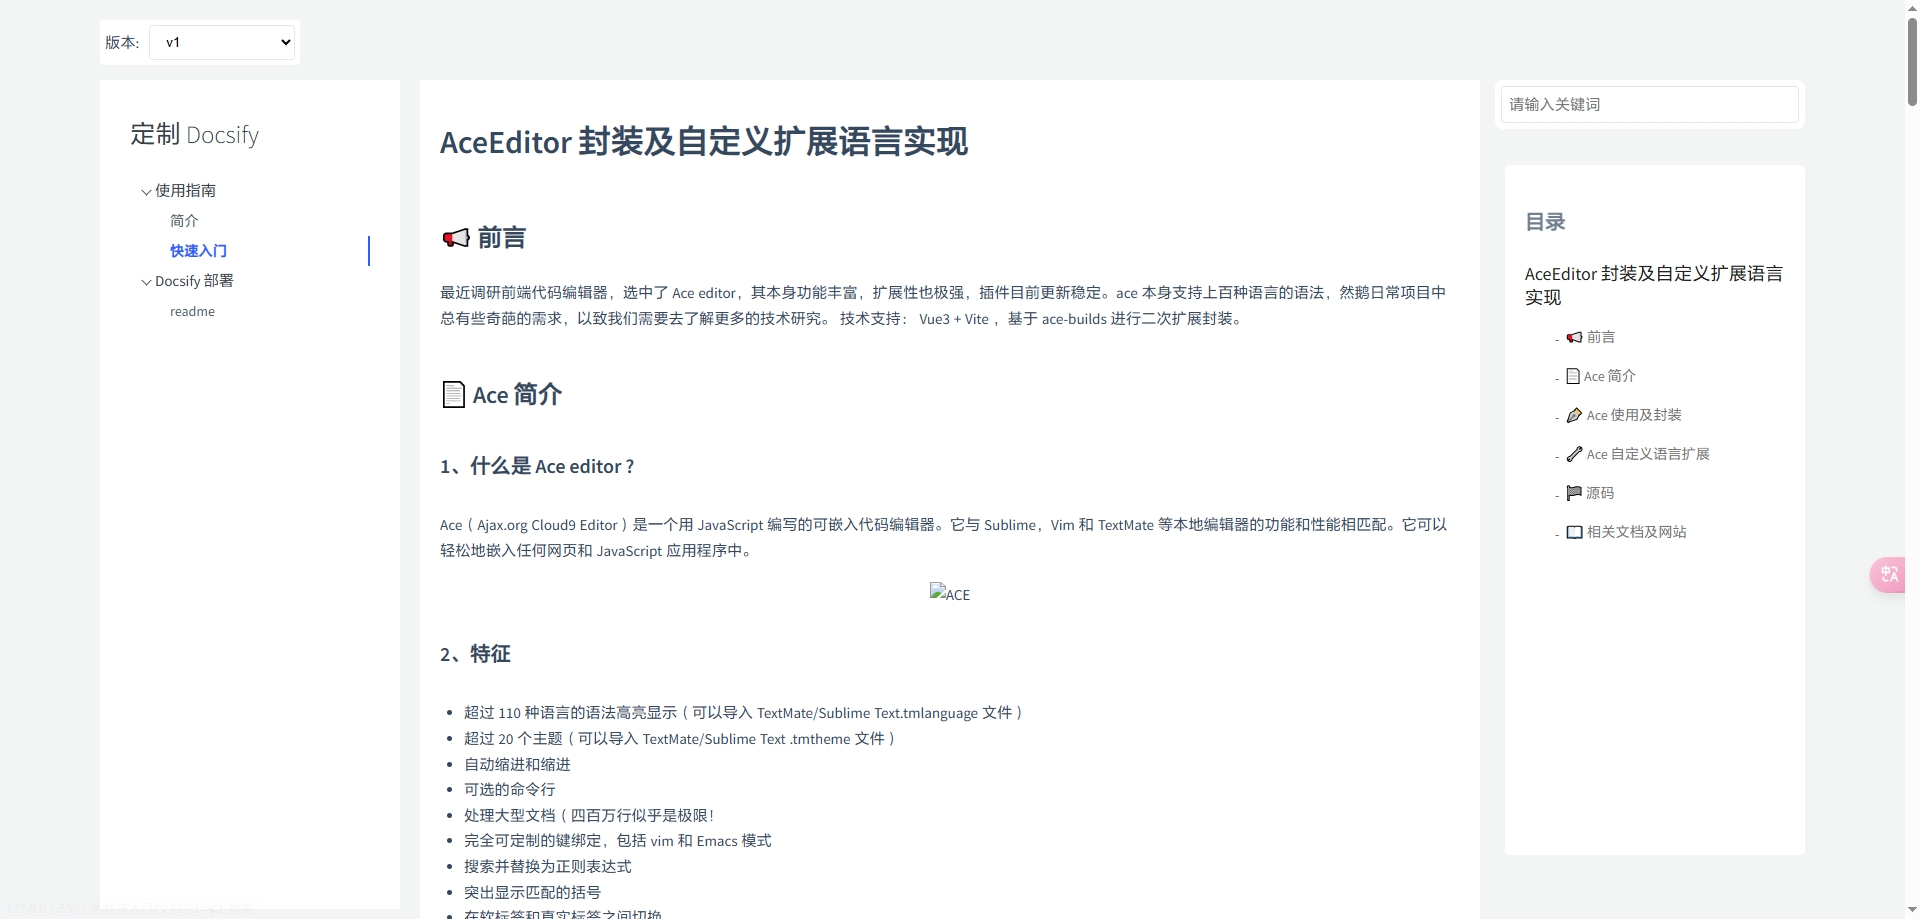 版本:
v1
定制 Docsify
使用指南
简介
快速入门
Docsify 部署
readme
AceEditor 封装及自定义扩展语言实现
前言
最近调研前端代码编辑器，选中了 Ace editor，其本身功能丰富，扩展性也极强，插件目前更新稳定。ace 本身支持上百种语言的语法，然鹅日常项目中
总有些奇葩的需求，以致我们需要去了解更多的技术研究。 技术支持： Vue3 + Vite ，基于 ace-builds 进行二次扩展封装。
Ace 简介
1、什么是 Ace editor ?
Ace（Ajax.org Cloud9 Editor）是一个用 JavaScript 编写的可嵌入代码编辑器。它与 Sublime，Vim 和 TextMate 等本地编辑器的功能和性能相匹配。它可以
轻松地嵌入任何网页和 JavaScript 应用程序中。
ACE
2、特征
超过 110 种语言的语法高亮显示（可以导入 TextMate/Sublime Text.tmlanguage 文件）
超过 20 个主题（可以导入 TextMate/Sublime Text .tmtheme 文件）
自动缩进和缩进
可选的命令行
处理大型文档（四百万行似乎是极限！
完全可定制的键绑定，包括 vim 和 Emacs 模式
搜索并替换为正则表达式
突出显示匹配的括号
在软标签和真实标签之间切换
请输入关键词
目录
AceEditor 封装及自定义扩展语言
实现
- 前言
- Ace 简介
- Ace 使用及封装
- Ace 自定义语言扩展
- 源码
- 相关文档及网站